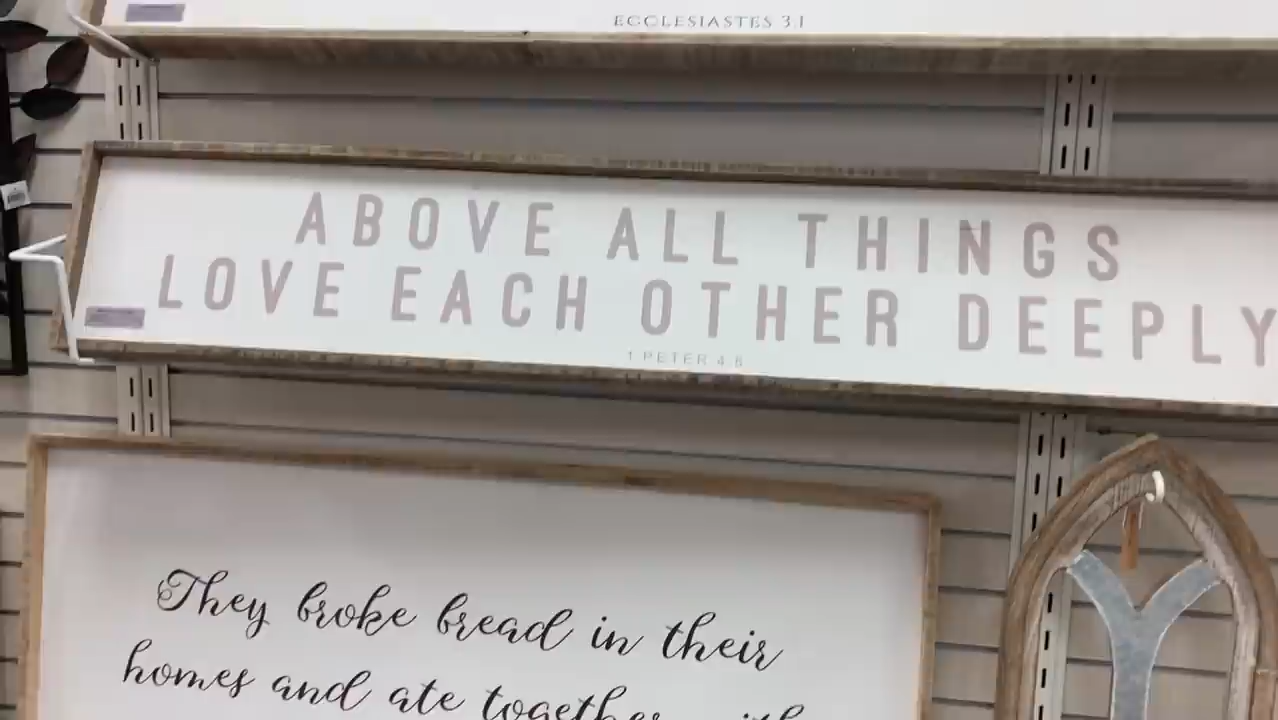 ECCLESIASTES 3:1
ABOVE ALL THINGS
LOVE EACH OTHER DEEPLY
1 PETER 4:8
They broke bread in their
homes and ate together
Y